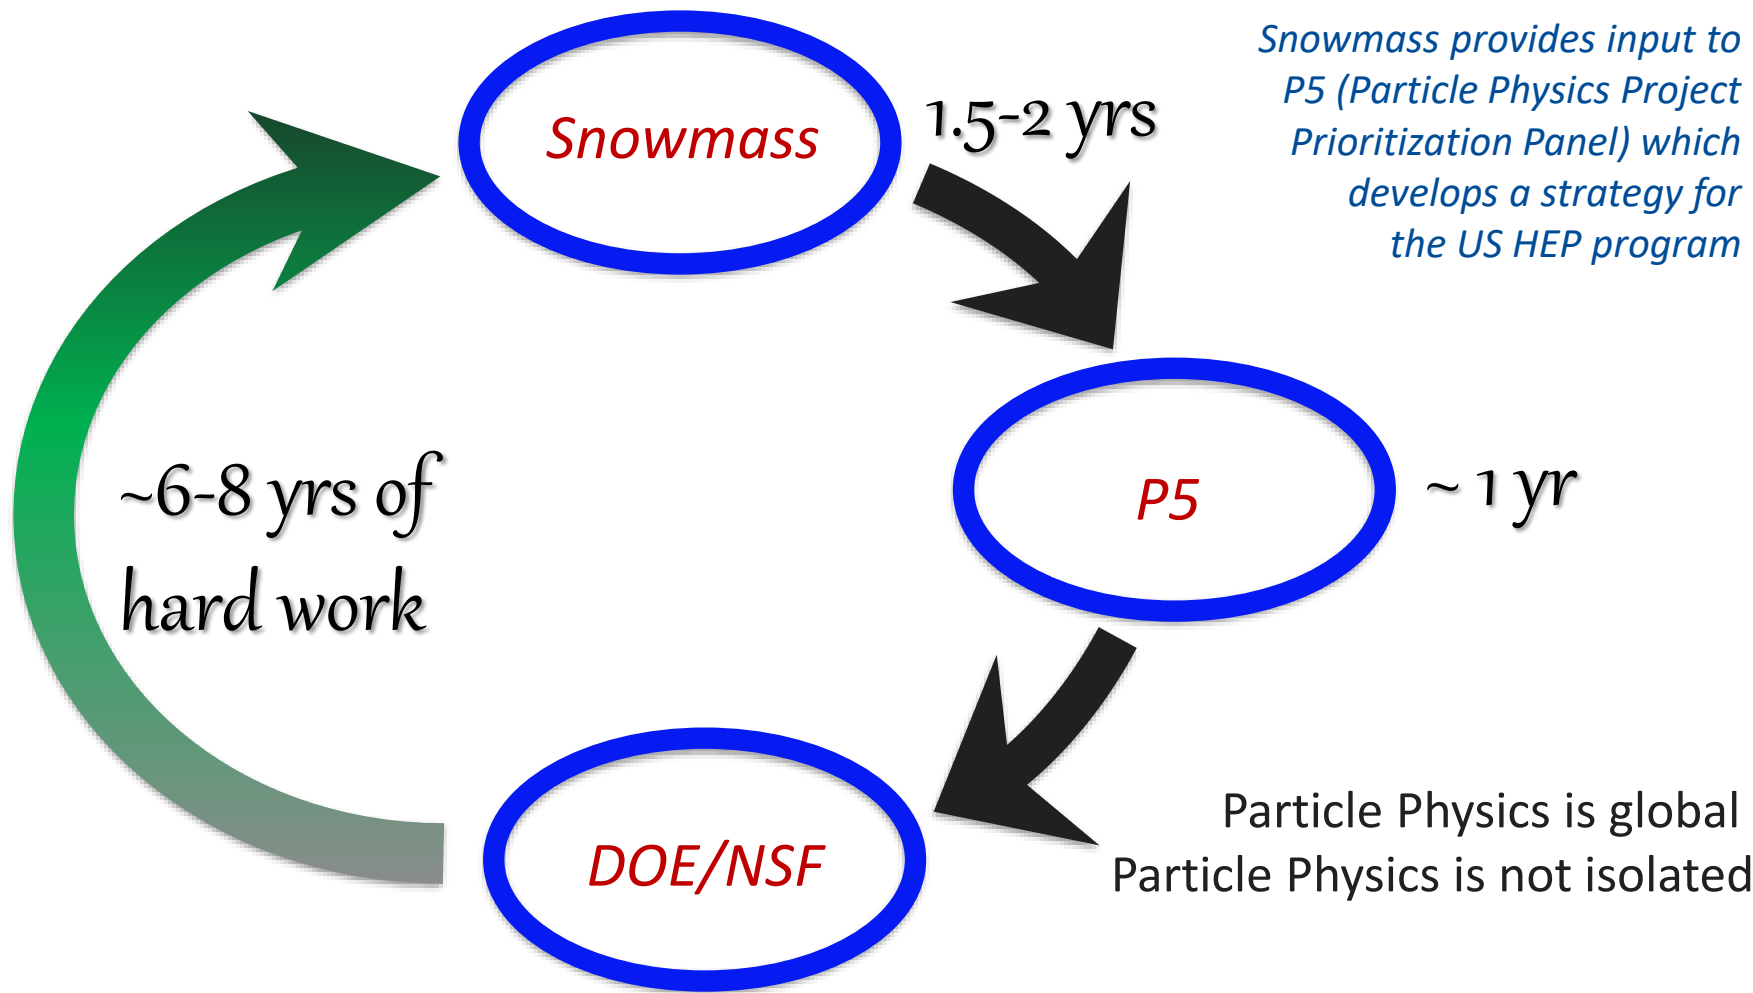 Snowmass
1.5-2 yrs
Snowmass provides input to
P5 (Particle Physics Project
Prioritization Panel) which
develops a strategy for
the US HEP program
~6-8 yrs of
hard work
P5
~ 1 yr
DOE/NSF
Particle Physics is global
Particle Physics is not isolated